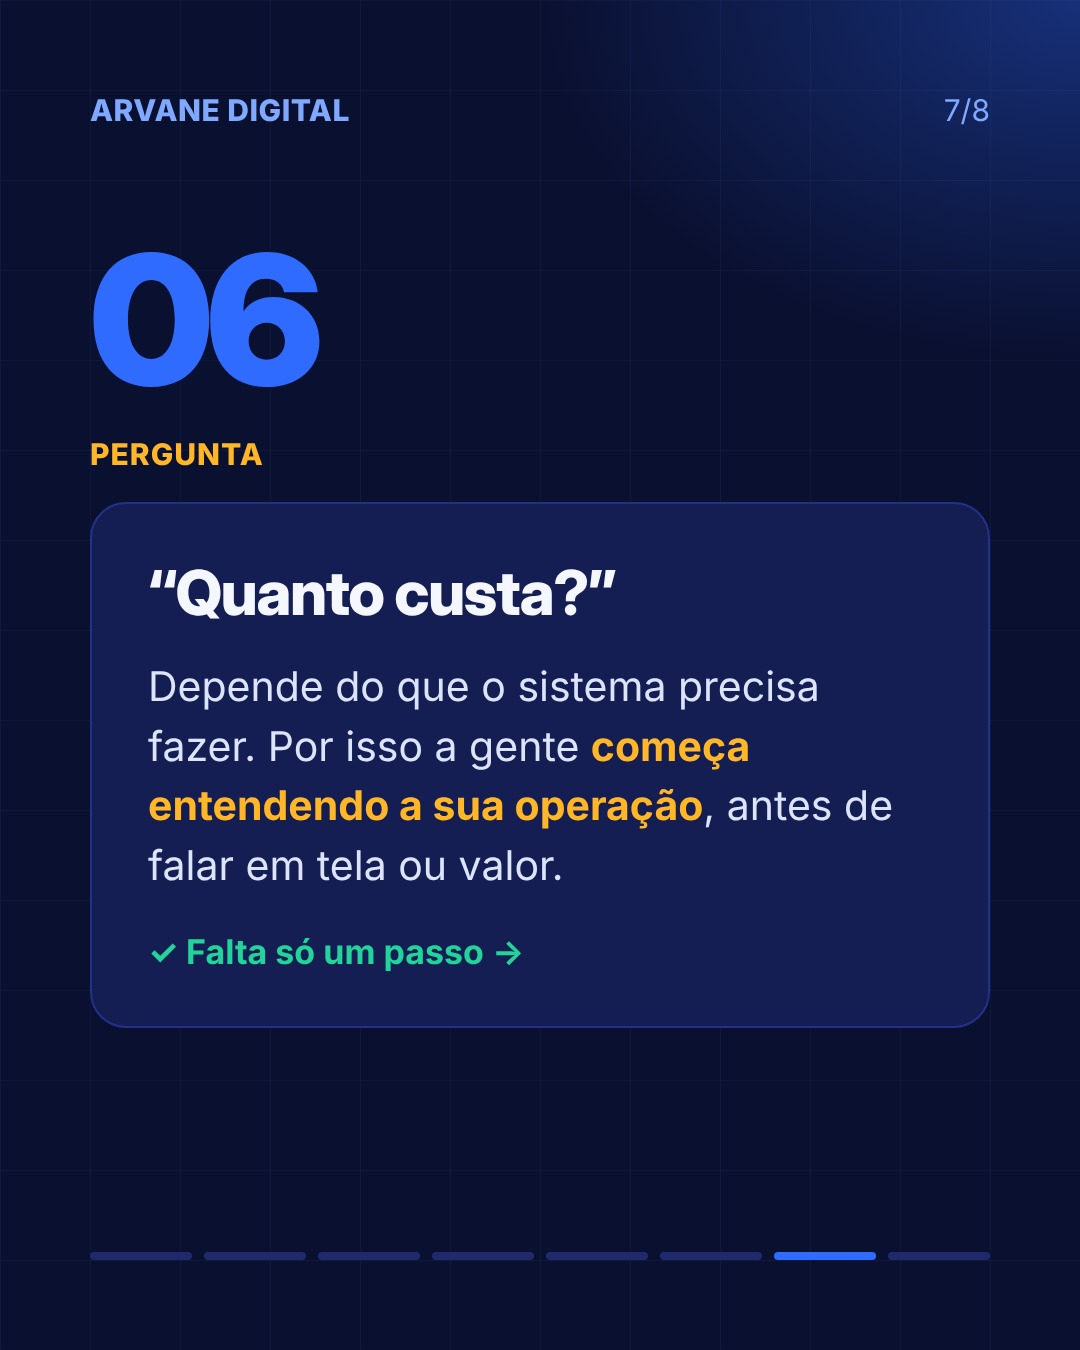 ARVANE DIGITAL
7/8
06
PERGUNTA
“Quanto custa?”
Depende do que o sistema precisa
fazer. Por isso a gente começa
entendendo a sua operação, antes de
falar em tela ou valor.
✓ Falta só um passo →